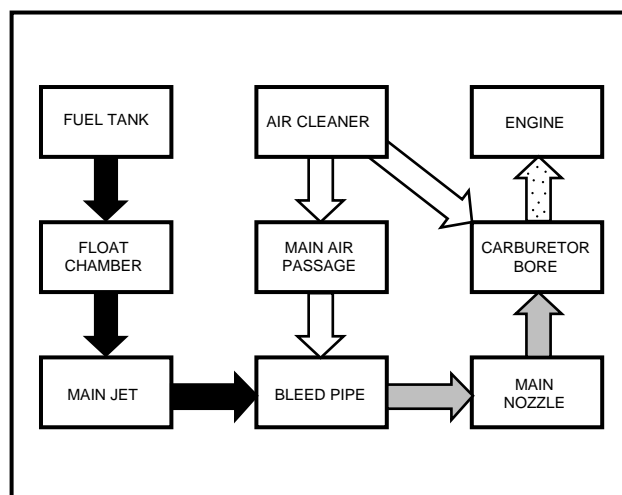 FUEL TANK
AIR CLEANER
ENGINE
FLOAT
CHAMBER
MAIN AIR
PASSAGE
CARBURETOR
BORE
MAIN JET
BLEED PIPE
MAIN
NOZZLE